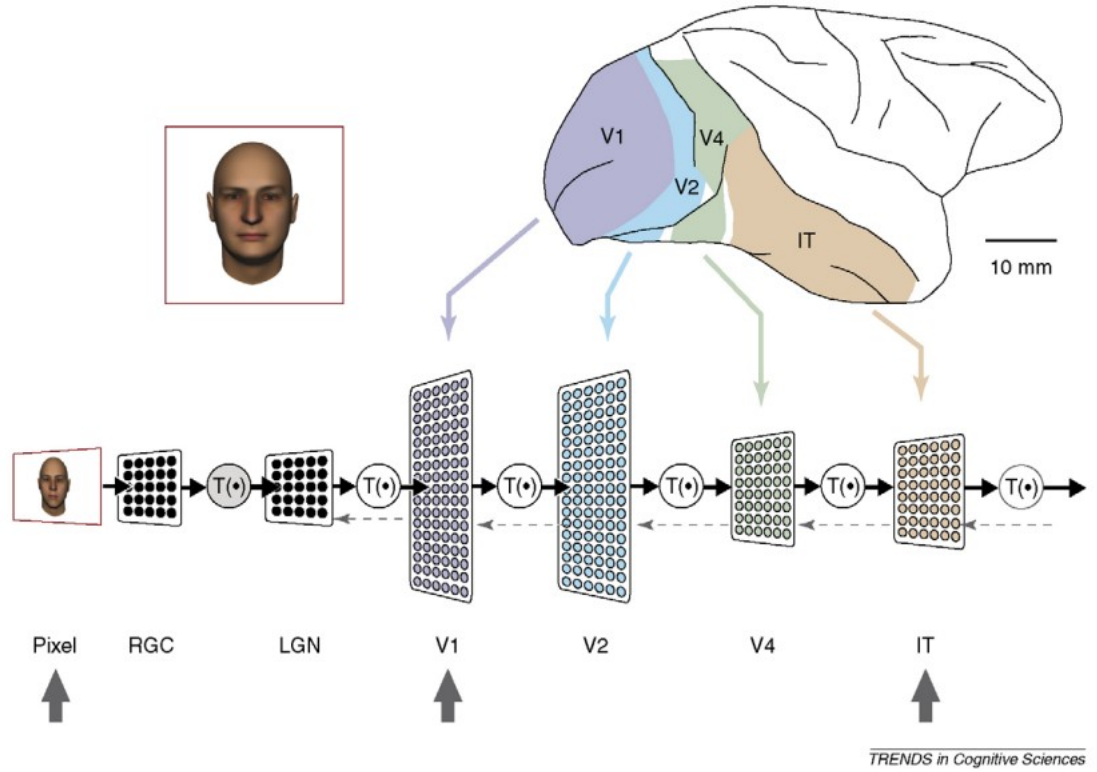 V1
V4
V2
IT
10 mm
T(•) T(•) T(•) T(•) T(•) T(•)
Pixel RGC LGN V1 V2 V4 IT
TRENDS in Cognitive Sciences